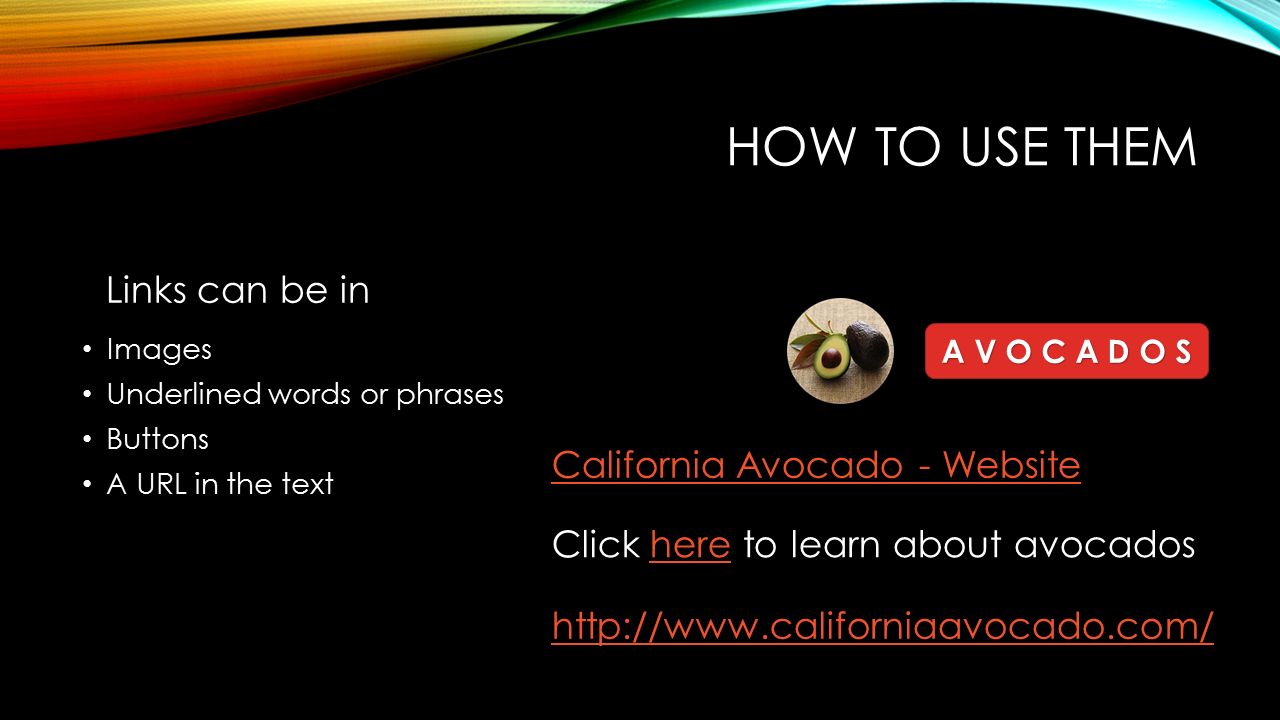 HOW TO USE THEM
Links can be in
• Images
• Underlined words or phrases
• Buttons
• A URL in the text
AVOCADOS
California Avocado - Website
Click here to learn about avocados
http://www.californiaavocado.com/